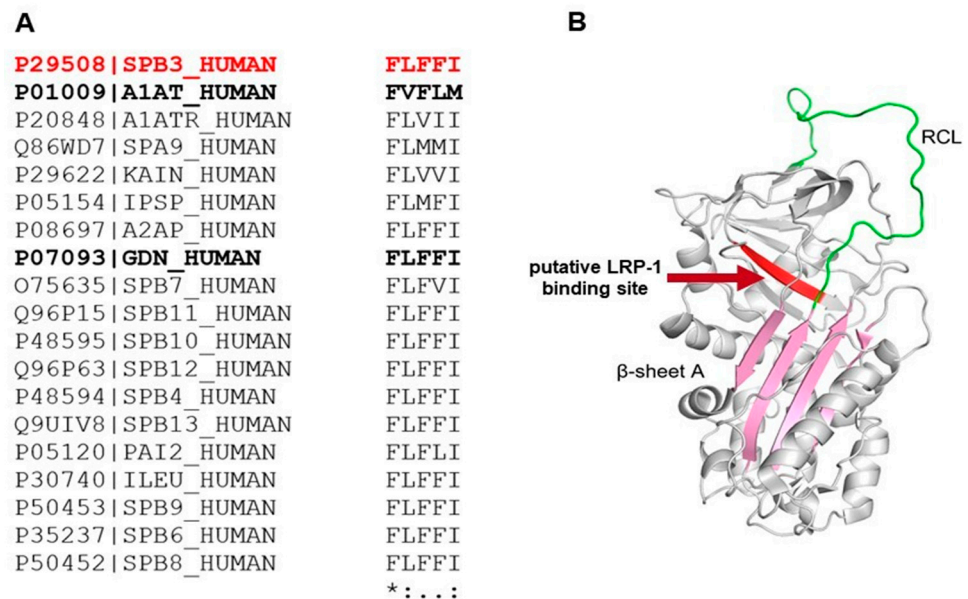 A
P29508|SPB3_HUMAN FLFFI
P01009|A1AT_HUMAN FVFLM
P20848|A1ATR_HUMAN FLVII
Q86WD7|SPA9_HUMAN FLMMI
P29622|KAIN_HUMAN FLVVI
P05154|IPSP_HUMAN FLMFI
P08697|A2AP_HUMAN FLFFI
P07093|GDN_HUMAN FLFFI
O75635|SPB7_HUMAN FLFVI
Q96P15|SPB11_HUMAN FLFFI
P48595|SPB10_HUMAN FLFFI
Q96P63|SPB12_HUMAN FLFFI
P48594|SPB4_HUMAN FLFFI
Q9UIV8|SPB13_HUMAN FLFFI
P05120|PAI2_HUMAN FLFLI
P30740|ILEU_HUMAN FLFFI
P50453|SPB9_HUMAN FLFFI
P35237|SPB6_HUMAN FLFFI
P50452|SPB8_HUMAN FLFFI
*:..:
B
RCL
putative LRP-1
binding site
β-sheet A